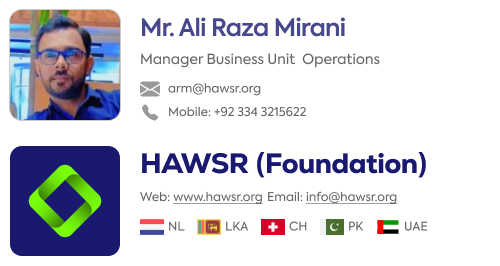 Mr. Ali Raza Mirani
Manager Business Unit Operations
arm@hawsr.org
Mobile: +92 334 3215622
HAWSR (Foundation)
Web: www.hawsr.org Email: info@hawsr.org
NL LKA CH PK UAE